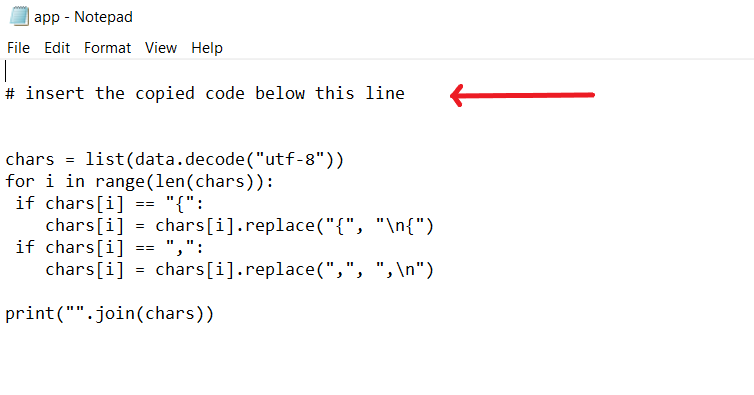 app - Notepad
File Edit Format View Help
# insert the copied code below this line
chars = list(data.decode("utf-8"))
for i in range(len(chars)):
 if chars[i] == "{":
    chars[i] = chars[i].replace("{", "\n{")
 if chars[i] == ",":
    chars[i] = chars[i].replace(",", ",\n")
print("".join(chars))